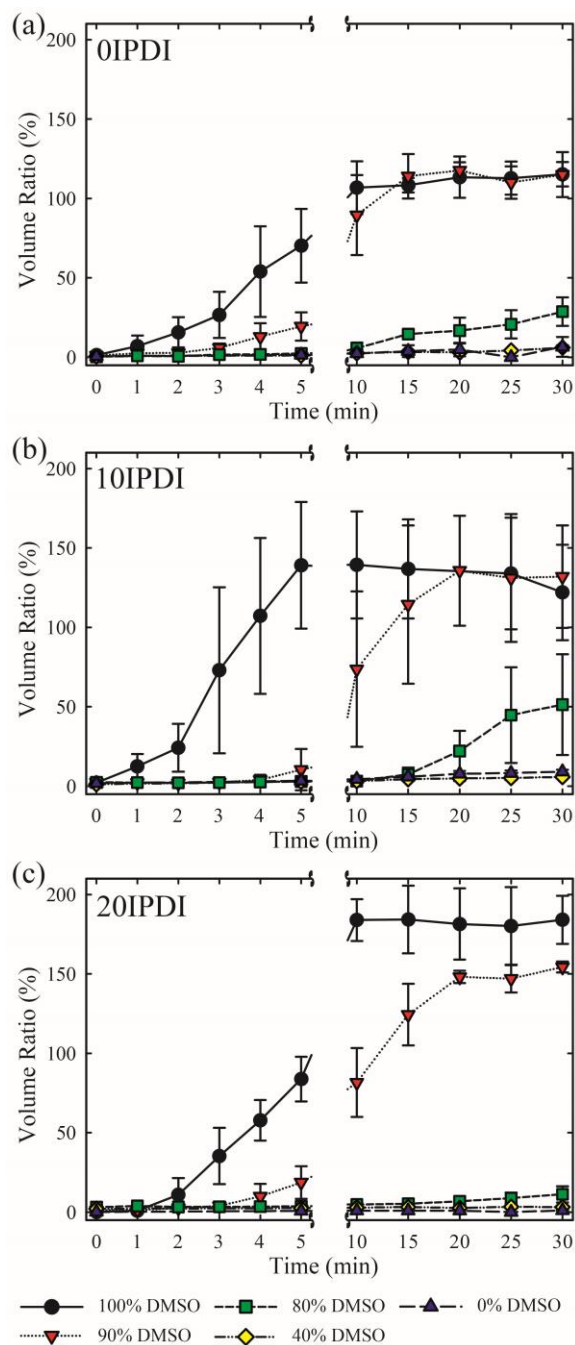 (a)
0IPDI
200
150
100
50
0
Volume Ratio (%)
0 1 2 3 4 5 10 15 20 25 30
Time (min)
(b)
10IPDI
200
150
100
50
0
Volume Ratio (%)
0 1 2 3 4 5 10 15 20 25 30
Time (min)
(c)
20IPDI
200
150
100
50
0
Volume Ratio (%)
0 1 2 3 4 5 10 15 20 25 30
Time (min)
100% DMSO 80% DMSO 0% DMSO
90% DMSO 40% DMSO